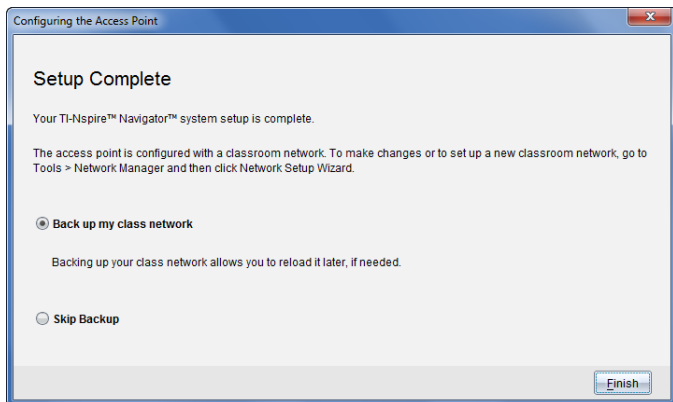 Configuring the Access Point
Setup Complete
Your TI-Nspire™ Navigator™ system setup is complete.
The access point is configured with a classroom network. To make changes or to set up a new classroom network, go to
Tools > Network Manager and then click Network Setup Wizard.
Back up my class network
Backing up your class network allows you to reload it later, if needed.
Skip Backup
Finish